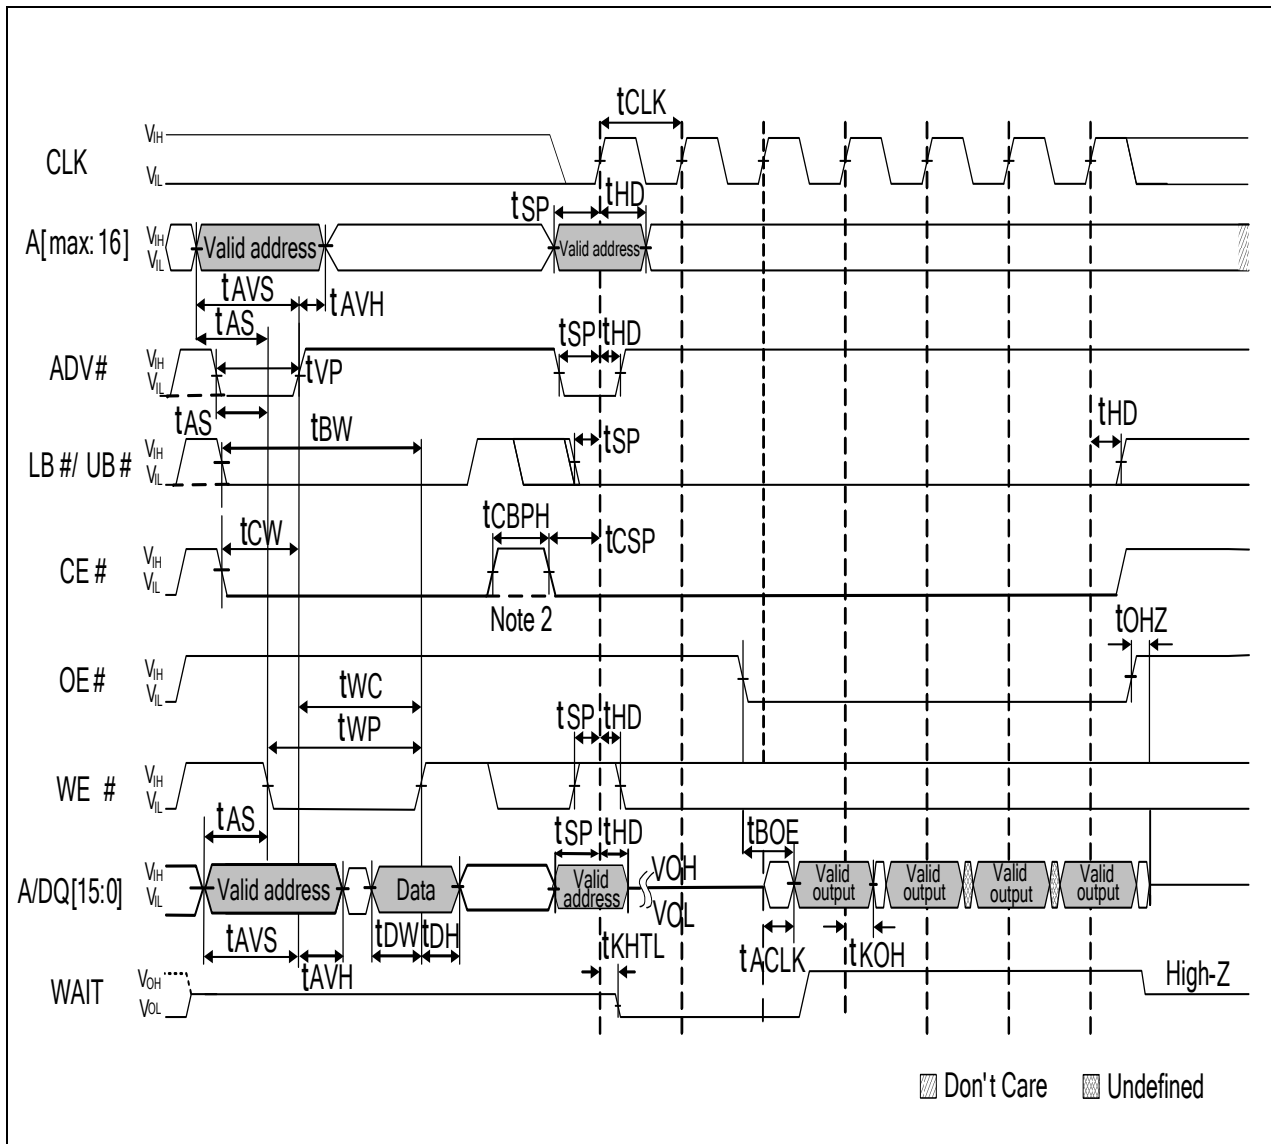 tCLK
CLK VIH
VIL
tSP tHD
A[max: 16] VIH
VIL
Valid address Valid address
tAVS tAVH
tAS
tSP tHD
ADV# VIH
VIL
tVP
tAS tBW tSP tHD
LB #/ UB # VIH
VIL
tCBPH
tCW tCSP
CE # VIH
VIL
Note 2
tOHZ
OE # VIH
VIL
tWC
tWP tSP tHD
WE # VIH
VIL
tAS tSP tHD tBOE
A/DQ[15:0] VIH
VIL
Valid address Data Valid address VOH
VOL
Valid output Valid output Valid output Valid output
tAVS tAVH tDW tDH tKHTL tACLK tKOH
WAIT VOH
VOL
High-Z
Don't Care Undefined